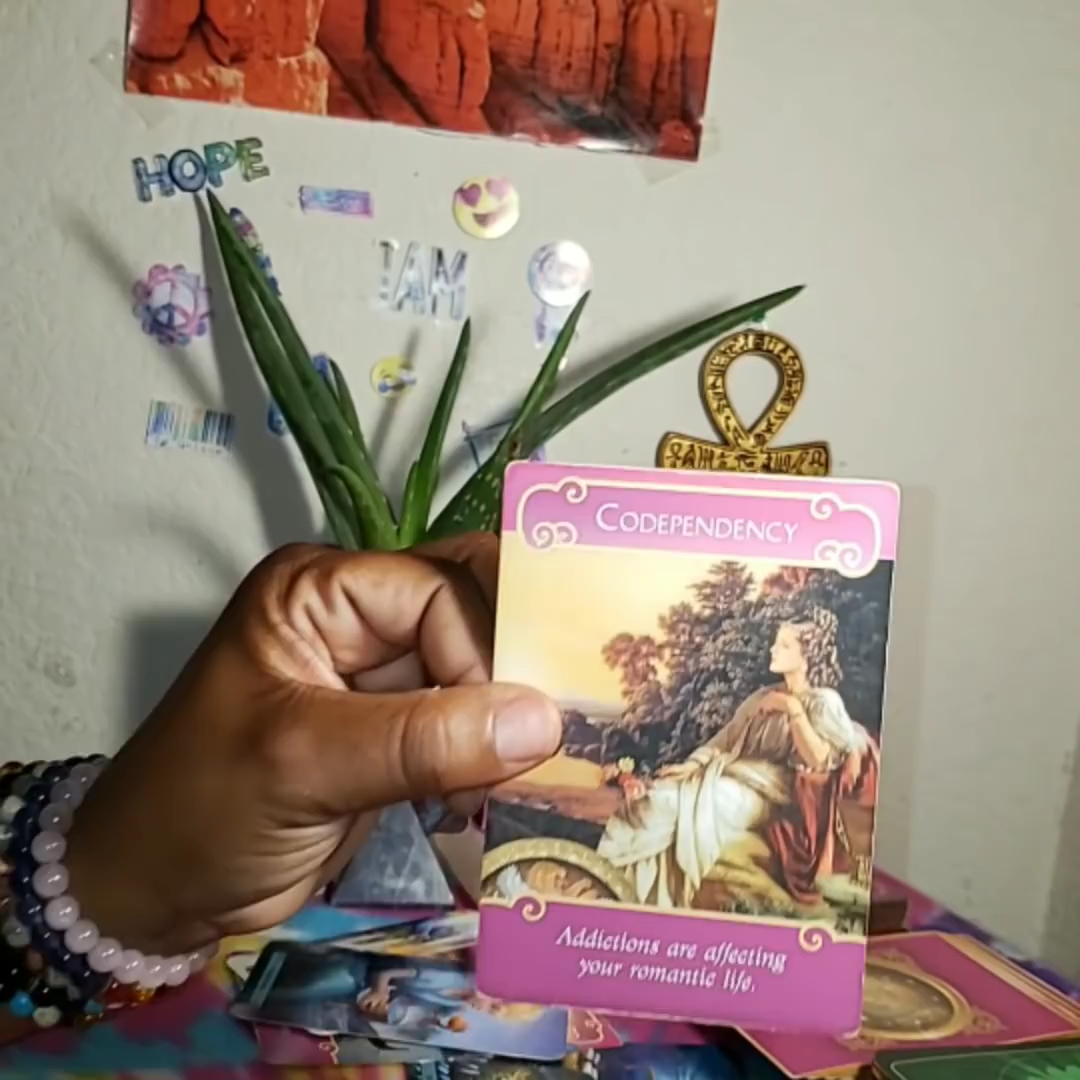 HOPE
I AM
CODEPENDENCY
Addictions are affecting
your romantic life.